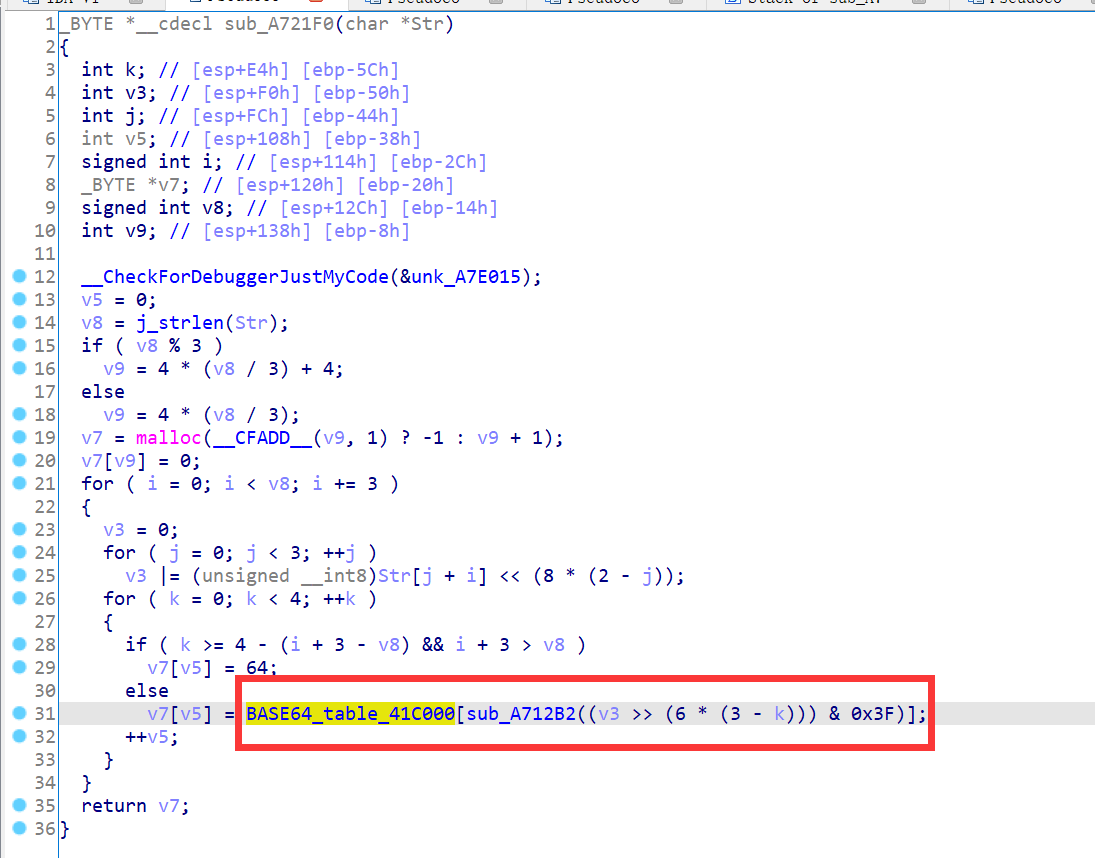 1 _BYTE *__cdecl sub_A721F0(char *Str)
2 {
3 int k; // [esp+E4h] [ebp-5Ch]
4 int v3; // [esp+F0h] [ebp-50h]
5 int j; // [esp+FCh] [ebp-44h]
6 int v5; // [esp+108h] [ebp-38h]
7 signed int i; // [esp+114h] [ebp-2Ch]
8 _BYTE *v7; // [esp+120h] [ebp-20h]
9 signed int v8; // [esp+12Ch] [ebp-14h]
10 int v9; // [esp+138h] [ebp-8h]
11
12 __CheckForDebuggerJustMyCode(&unk_A7E015);
13 v5 = 0;
14 v8 = j_strlen(Str);
15 if ( v8 % 3 )
16 v9 = 4 * (v8 / 3) + 4;
17 else
18 v9 = 4 * (v8 / 3);
19 v7 = malloc(__CFADD__(v9, 1) ? -1 : v9 + 1);
20 v7[v9] = 0;
21 for ( i = 0; i < v8; i += 3 )
22 {
23 v3 = 0;
24 for ( j = 0; j < 3; ++j )
25 v3 |= (unsigned __int8)Str[j + i] << (8 * (2 - j));
26 for ( k = 0; k < 4; ++k )
27 {
28 if ( k >= 4 - (i + 3 - v8) && i + 3 > v8 )
29 v7[v5] = 64;
30 else
31 v7[v5] = BASE64_table_41C000[sub_A712B2((v3 >> (6 * (3 - k))) & 0x3F)];
32 ++v5;
33 }
34 }
35 return v7;
36 }